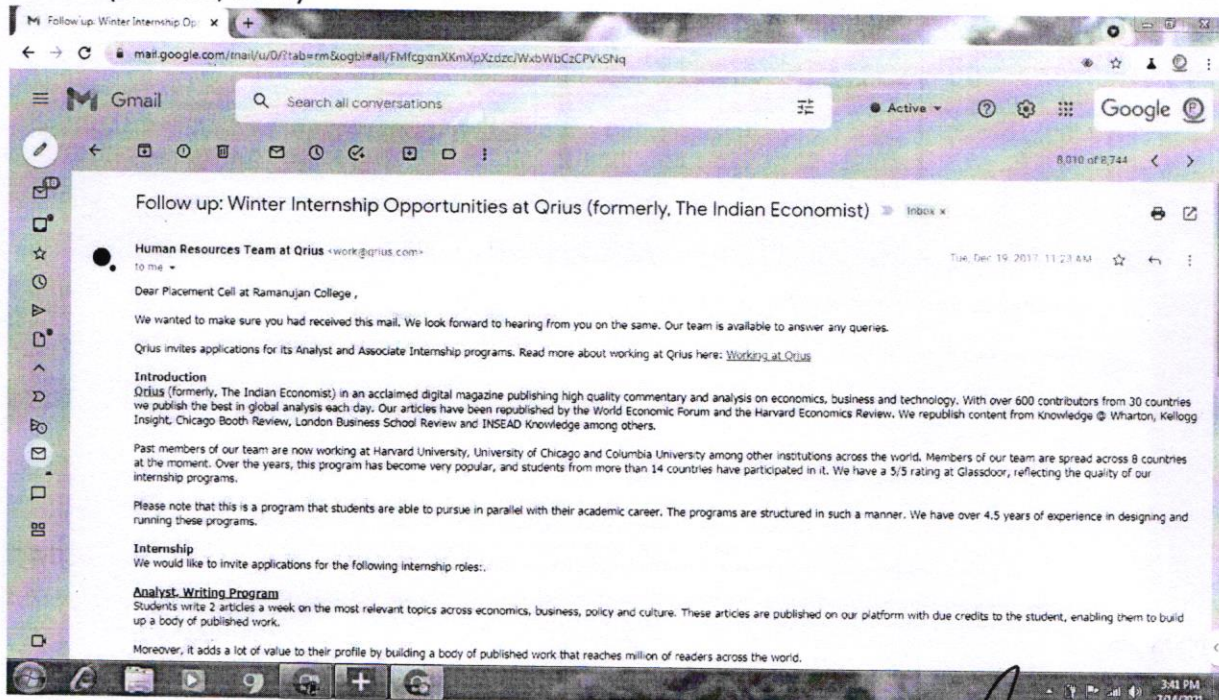 Follow up: Winter Internship Op
mail.google.com/mail/u/0/?tab=rm&ogbl#all/
Gmail
Search all conversations
Active
Google
8,010 of 8,744
Follow up: Winter Internship Opportunities at Qrius (formerly, The Indian Economist)
Inbox x
Human Resources Team at Qrius <work@qrius.com>
Tue, Dec 19, 2017, 11:23 AM
to me
Dear Placement Cell at Ramanujan College ,
We wanted to make sure you had received this mail. We look forward to hearing from you on the same. Our team is available to answer any queries.
Qrius invites applications for its Analyst and Associate Internship programs. Read more about working at Qrius here: Working at Qrius
Introduction
Qrius (formerly, The Indian Economist) in an acclaimed digital magazine publishing high quality commentary and analysis on economics, business and technology. With over 600 contributors from 30 countries
we publish the best in global analysis each day. Our articles have been republished by the World Economic Forum and the Harvard Economics Review. We republish content from Knowledge @ Wharton, Kellogg
Insight, Chicago Booth Review, London Business School Review and INSEAD Knowledge among others.
Past members of our team are now working at Harvard University, University of Chicago and Columbia University among other institutions across the world. Members of our team are spread across 8 countries
at the moment. Over the years, this program has become very popular, and students from more than 14 countries have participated in it. We have a 5/5 rating at Glassdoor, reflecting the quality of our
internship programs.
Please note that this is a program that students are able to pursue in parallel with their academic career. The programs are structured in such a manner. We have over 4.5 years of experience in designing and
running these programs.
Internship
We would like to invite applications for the following internship roles:.
Analyst, Writing Program
Students write 2 articles a week on the most relevant topics across economics, business, policy and culture. These articles are published on our platform with due credits to the student, enabling them to build
up a body of published work.
Moreover, it adds a lot of value to their profile by building a body of published work that reaches million of readers across the world.
3:41 PM
7/14/2021